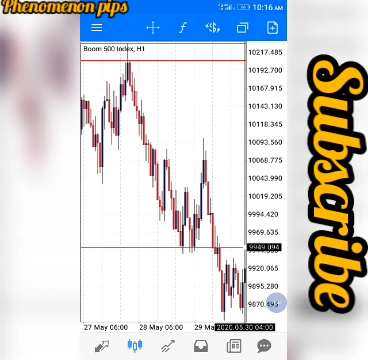 Phenomenon pips
10:16 AM
Boom 500 Index, H1
10217.485
10192.700
10167.915
10143.130
10118.345
10093.560
10068.775
10043.990
10019.205
9994.420
9969.635
9949.094
9920.065
9895.280
9870.495
27 May 06:00
28 May 06:00
29 Ma
2020.05.30 04:00
Subscribe